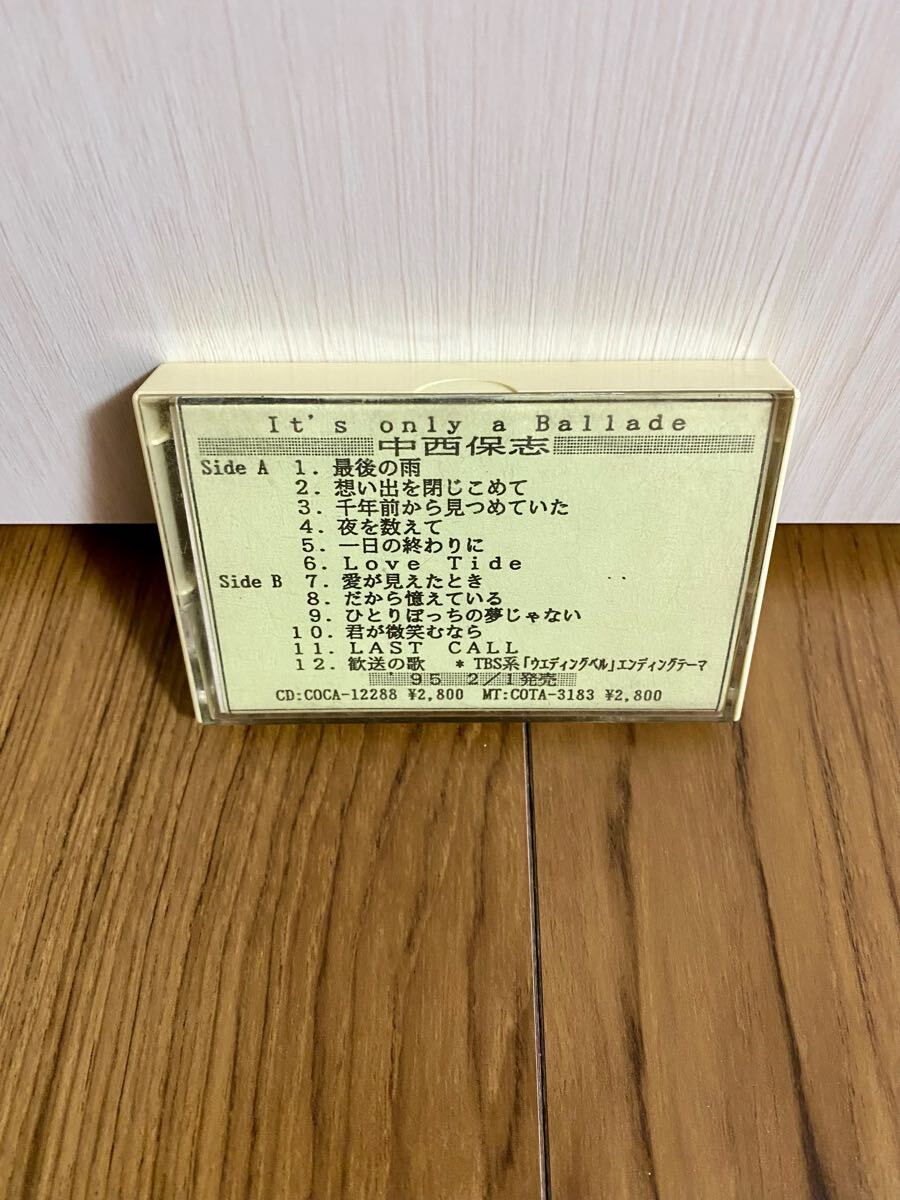 It's only a Ballade
中西保志
Side A 1. 最後の雨
2. 想い出を閉じこめて
3. 千年前から見つめていた
4. 夜を数えて
5. 一日の終わりに
6. Love Tide
Side B 7. 愛が見えたとき
8. だから憶えている
9. ひとりぼっちの夢じゃない
10. 君が微笑むなら
11. LAST CALL
12. 歓送の歌 * TBS系「ウエディングベル」エンディングテーマ
'95 2/1発売
CD:COCA-12288 ¥2,800 MT:COTA-3183 ¥2,800